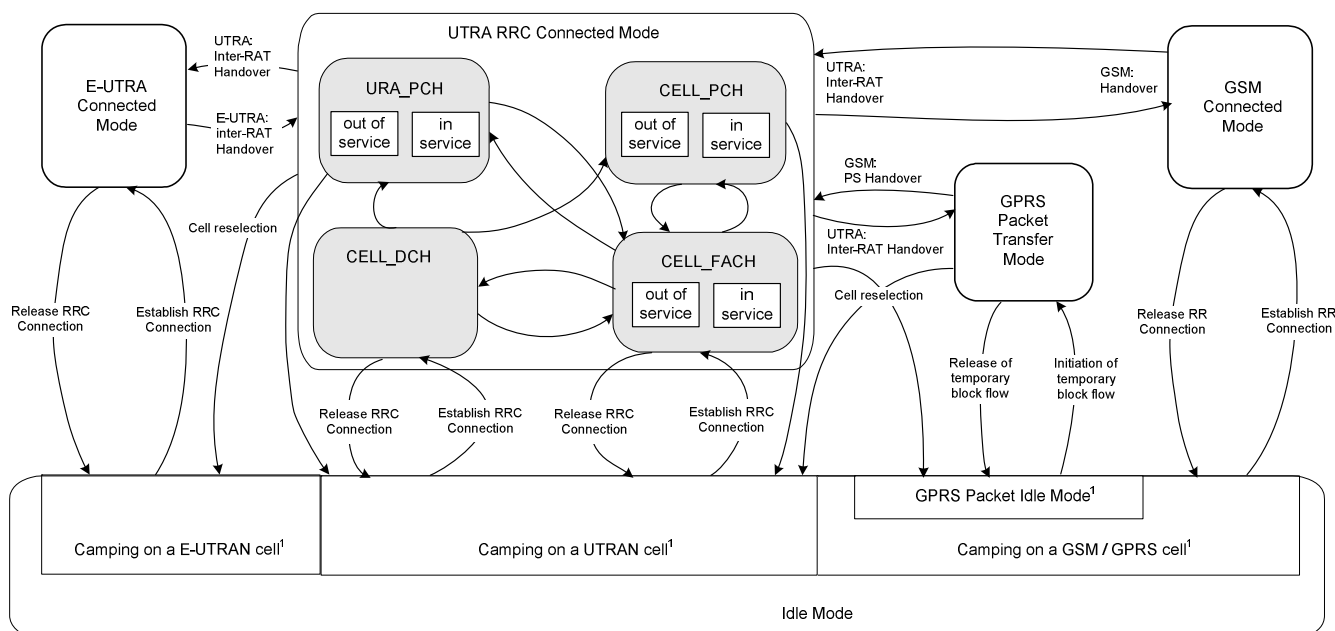 UTRA RRC Connected Mode
E-UTRA
Connected
Mode
UTRA:
Inter-RAT
Handover
E-UTRA:
inter-RAT
Handover
URA_PCH
out of
service
in
service
CELL_PCH
out of
service
in
service
UTRA:
Inter-RAT
Handover
GSM:
Handover
GSM
Connected
Mode
GSM:
PS Handover
UTRA:
Inter-RAT Handover
GPRS
Packet
Transfer
Mode
Cell reselection
CELL_DCH
CELL_FACH
out of
service
in
service
Cell reselection
Release RRC
Connection
Establish RRC
Connection
Release RR
Connection
Establish RR
Connection
Release of
temporary
block flow
Initiation of
temporary
block flow
Release RRC
Connection
Establish RRC
Connection
Release RRC
Connection
Establish RRC
Connection
GPRS Packet Idle Mode¹
Camping on a E-UTRAN cell¹
Camping on a UTRAN cell¹
Camping on a GSM / GPRS cell¹
Idle Mode